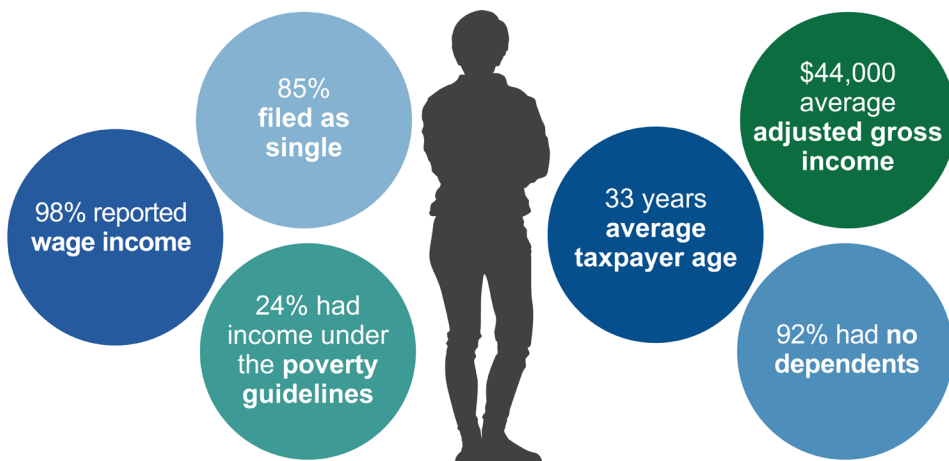 98% reported
wage income
85%
filed as
single
24% had
income under
the poverty
guidelines
33 years
average
taxpayer age
$44,000
average
adjusted gross
income
92% had no
dependents